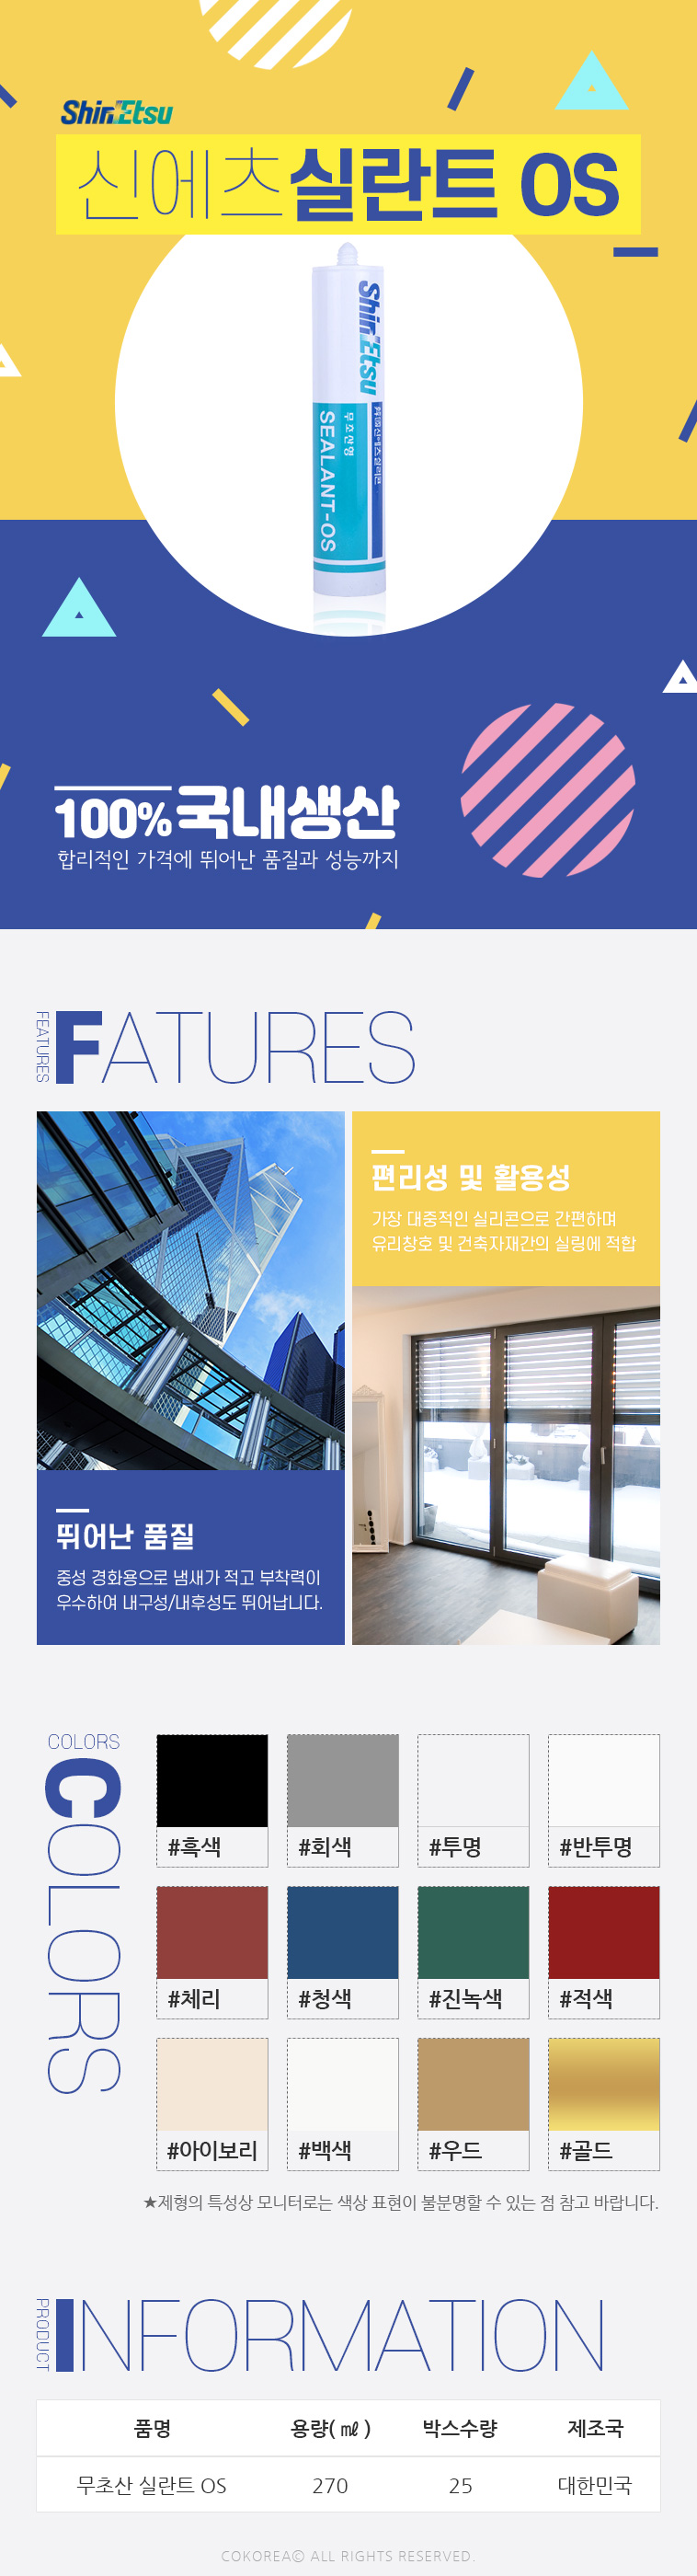 ShinEtsu
신에츠실란트 OS
ShinEtsu
韓國신에츠실리콘
무초산형
SEALANT-OS
100%국내생산
합리적인 가격에 뛰어난 품질과 성능까지
FEATURES
FATURES
편리성 및 활용성
가장 대중적인 실리콘으로 간편하며
유리창호 및 건축자재간의 실링에 적합
뛰어난 품질
중성 경화용으로 냄새가 적고 부착력이
우수하여 내구성/내후성도 뛰어납니다.
COLORS
COLORS
#흑색 #회색 #투명 #반투명
#체리 #청색 #진녹색 #적색
#아이보리 #백색 #우드 #골드
★제형의 특성상 모니터로는 색상 표현이 불분명할 수 있는 점 참고 바랍니다.
PRODUCT
INFORMATION
품명 용량( ㎖ ) 박스수량 제조국
무초산 실란트 OS 270 25 대한민국
COKOREA© ALL RIGHTS RESERVED.